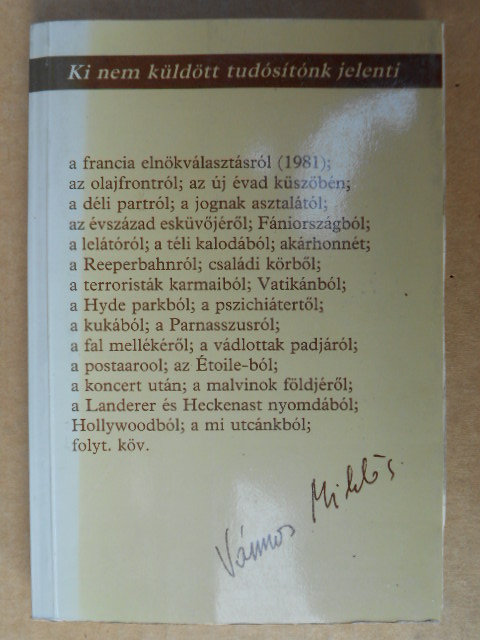 Ki nem küldött tudósítónk jelenti
a francia elnökválasztásról (1981);
az olajfrontról; az új évad küszöbén;
a déli partról; a jognak asztalától;
az évszázad esküvőjéről; Fániországból;
a lelátóról; a téli kalodából; akárhonnét;
a Reeperbahnról; családi körből;
a terroristák karmaiból; Vatikánból;
a Hyde parkból; a pszichiátertől;
a kukából; a Parnasszusról;
a fal mellékéről; a vádlottak padjáról;
a postaarool; az Étoile-ból;
a koncert után; a malvinok földjéről;
a Landerer és Heckenast nyomdából;
Hollywoodból; a mi utcánkból;
folyt. köv.
Vámos Miklós